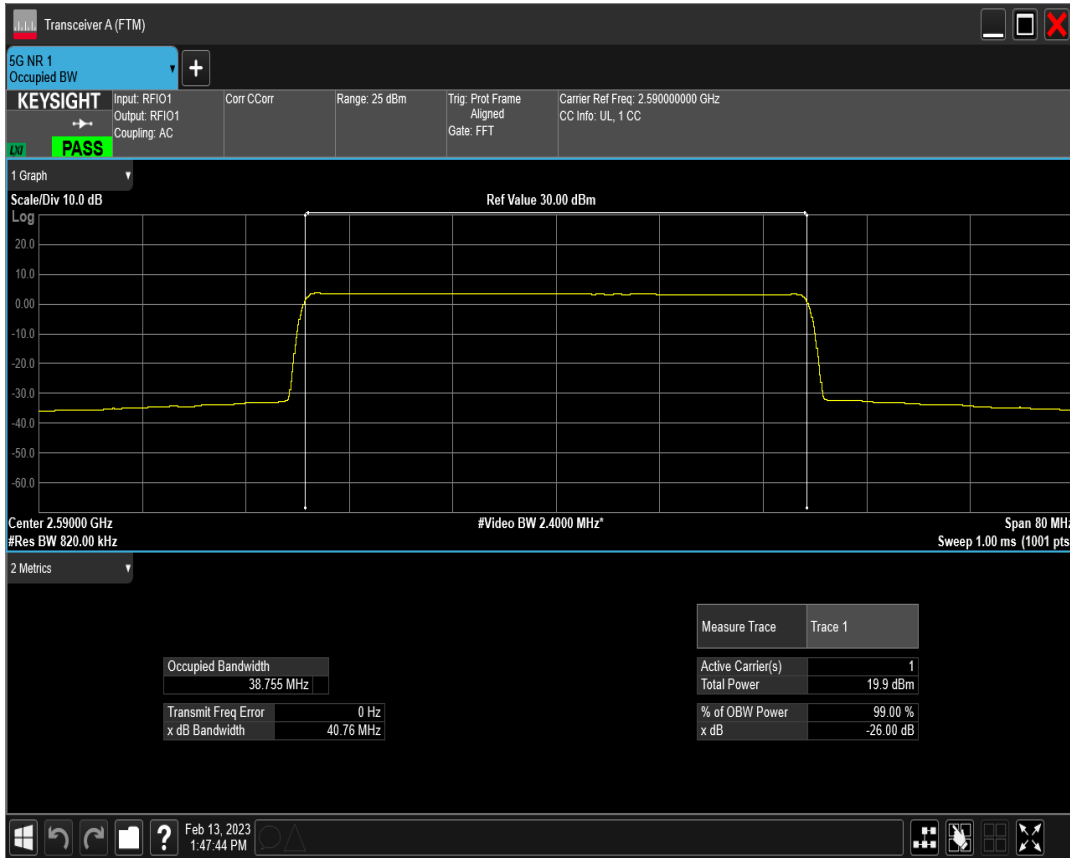 Transceiver A (FTM)
5G NR 1
Occupied BW
+
KEYSIGHT
LXI
PASS
Input: RFIO1
Output: RFIO1
Coupling: AC
Corr CCorr
Range: 25 dBm
Trig: Prot Frame
Aligned
Gate: FFT
Carrier Ref Freq: 2.590000000 GHz
CC Info: UL, 1 CC
1 Graph
Scale/Div 10.0 dB
Ref Value 30.00 dBm
Log
20.0
10.0
0.00
-10.0
-20.0
-30.0
-40.0
-50.0
-60.0
Center 2.59000 GHz
#Video BW 2.4000 MHz*
Span 80 MHz
#Res BW 820.00 kHz
Sweep 1.00 ms (1001 pts
2 Metrics
Measure Trace Trace 1
Occupied Bandwidth
38.755 MHz
Active Carrier(s) 1
Total Power 19.9 dBm
Transmit Freq Error 0 Hz
x dB Bandwidth 40.76 MHz
% of OBW Power 99.00 %
x dB -26.00 dB
?
Feb 13, 2023
1:47:44 PM